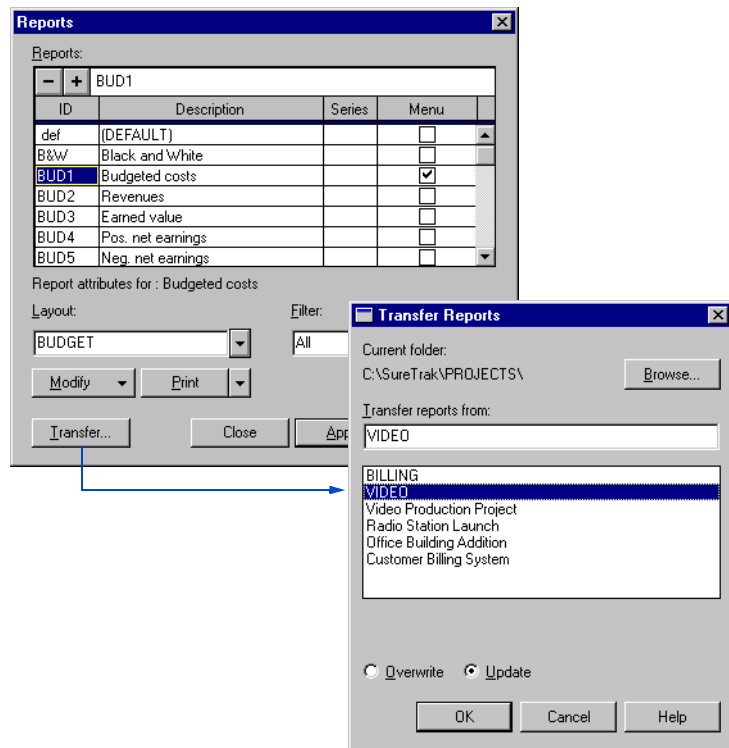 Reports
Reports:
BUD1
ID Description Series Menu
def (DEFAULT)
B&W Black and White
BUD1 Budgeted costs
BUD2 Revenues
BUD3 Earned value
BUD4 Pos. net earnings
BUD5 Neg. net earnings
Report attributes for : Budgeted costs
Layout: Filter:
BUDGET All
Modify Print
Transfer... Close App
Transfer Reports
Current folder:
C:\SureTrak\PROJECTS\ Browse...
Transfer reports from:
VIDEO
BILLING
VIDEO
Video Production Project
Radio Station Launch
Office Building Addition
Customer Billing System
Overwrite Update
OK Cancel Help